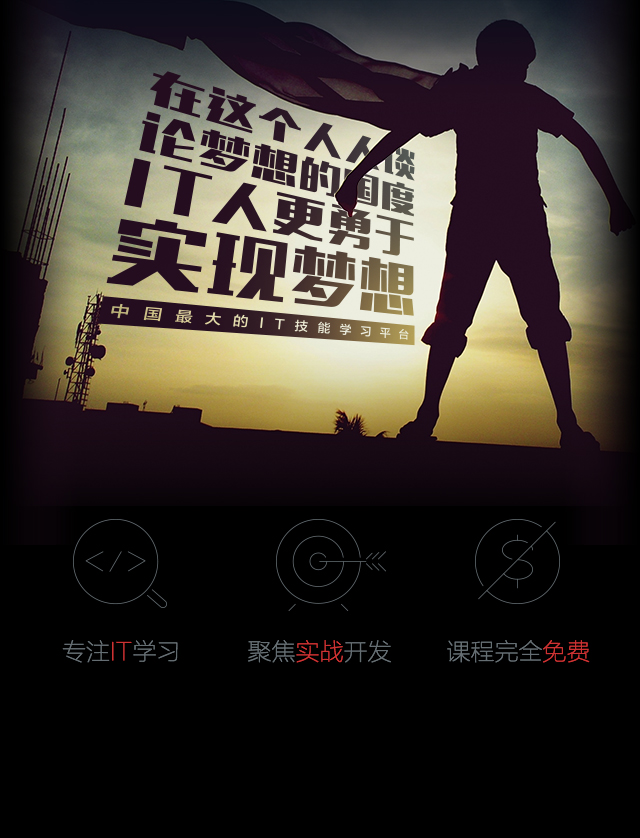 在这个人人谈
论梦想的国度
IT人更勇于
实现梦想
中国最大的IT技能学习平台
专注IT学习
聚焦实战开发
课程完全免费